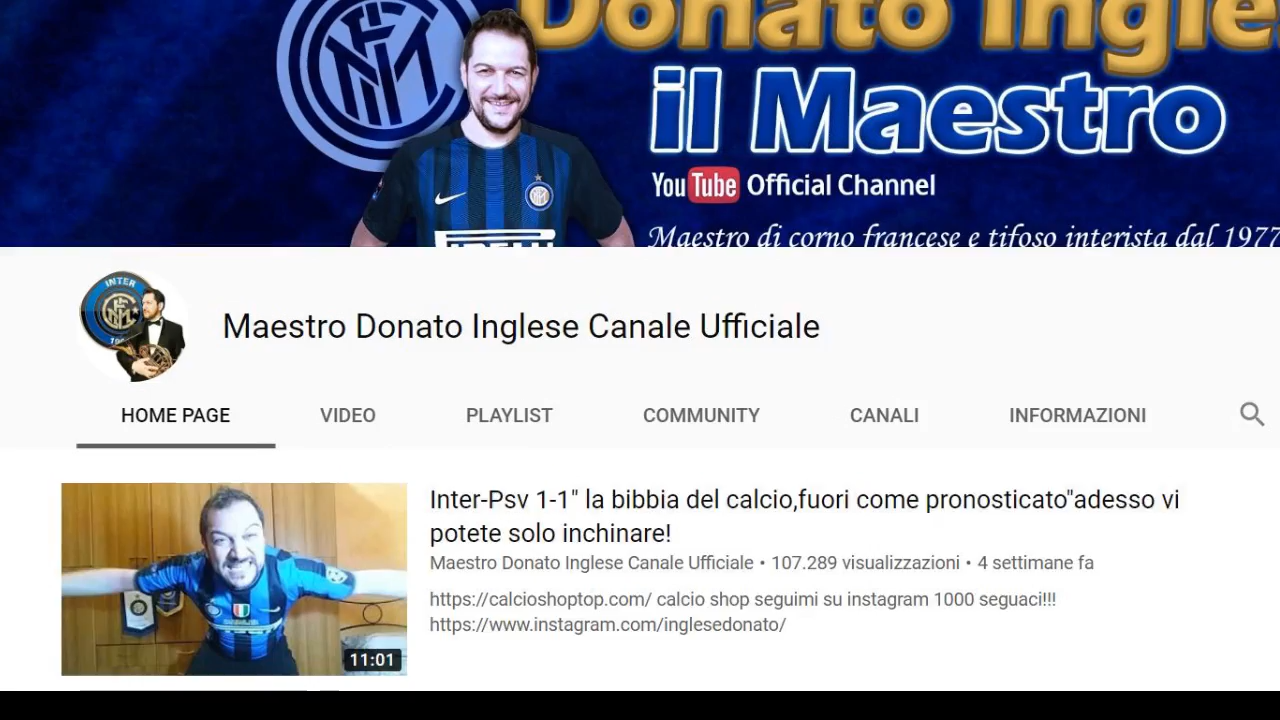 Donato Ingle
il Maestro
YouTube Official Channel
Maestro di corno francese e tifoso interista dal 1977
PIRELLI
INTER
Maestro Donato Inglese Canale Ufficiale
HOME PAGE VIDEO PLAYLIST COMMUNITY CANALI INFORMAZIONI
Inter-Psv 1-1" la bibbia del calcio,fuori come pronosticato"adesso vi
potete solo inchinare!
Maestro Donato Inglese Canale Ufficiale • 107.289 visualizzazioni • 4 settimane fa
https://calcioshoptop.com/ calcio shop seguimi su instagram 1000 seguaci!!!
https://www.instagram.com/inglesedonato/
11:01